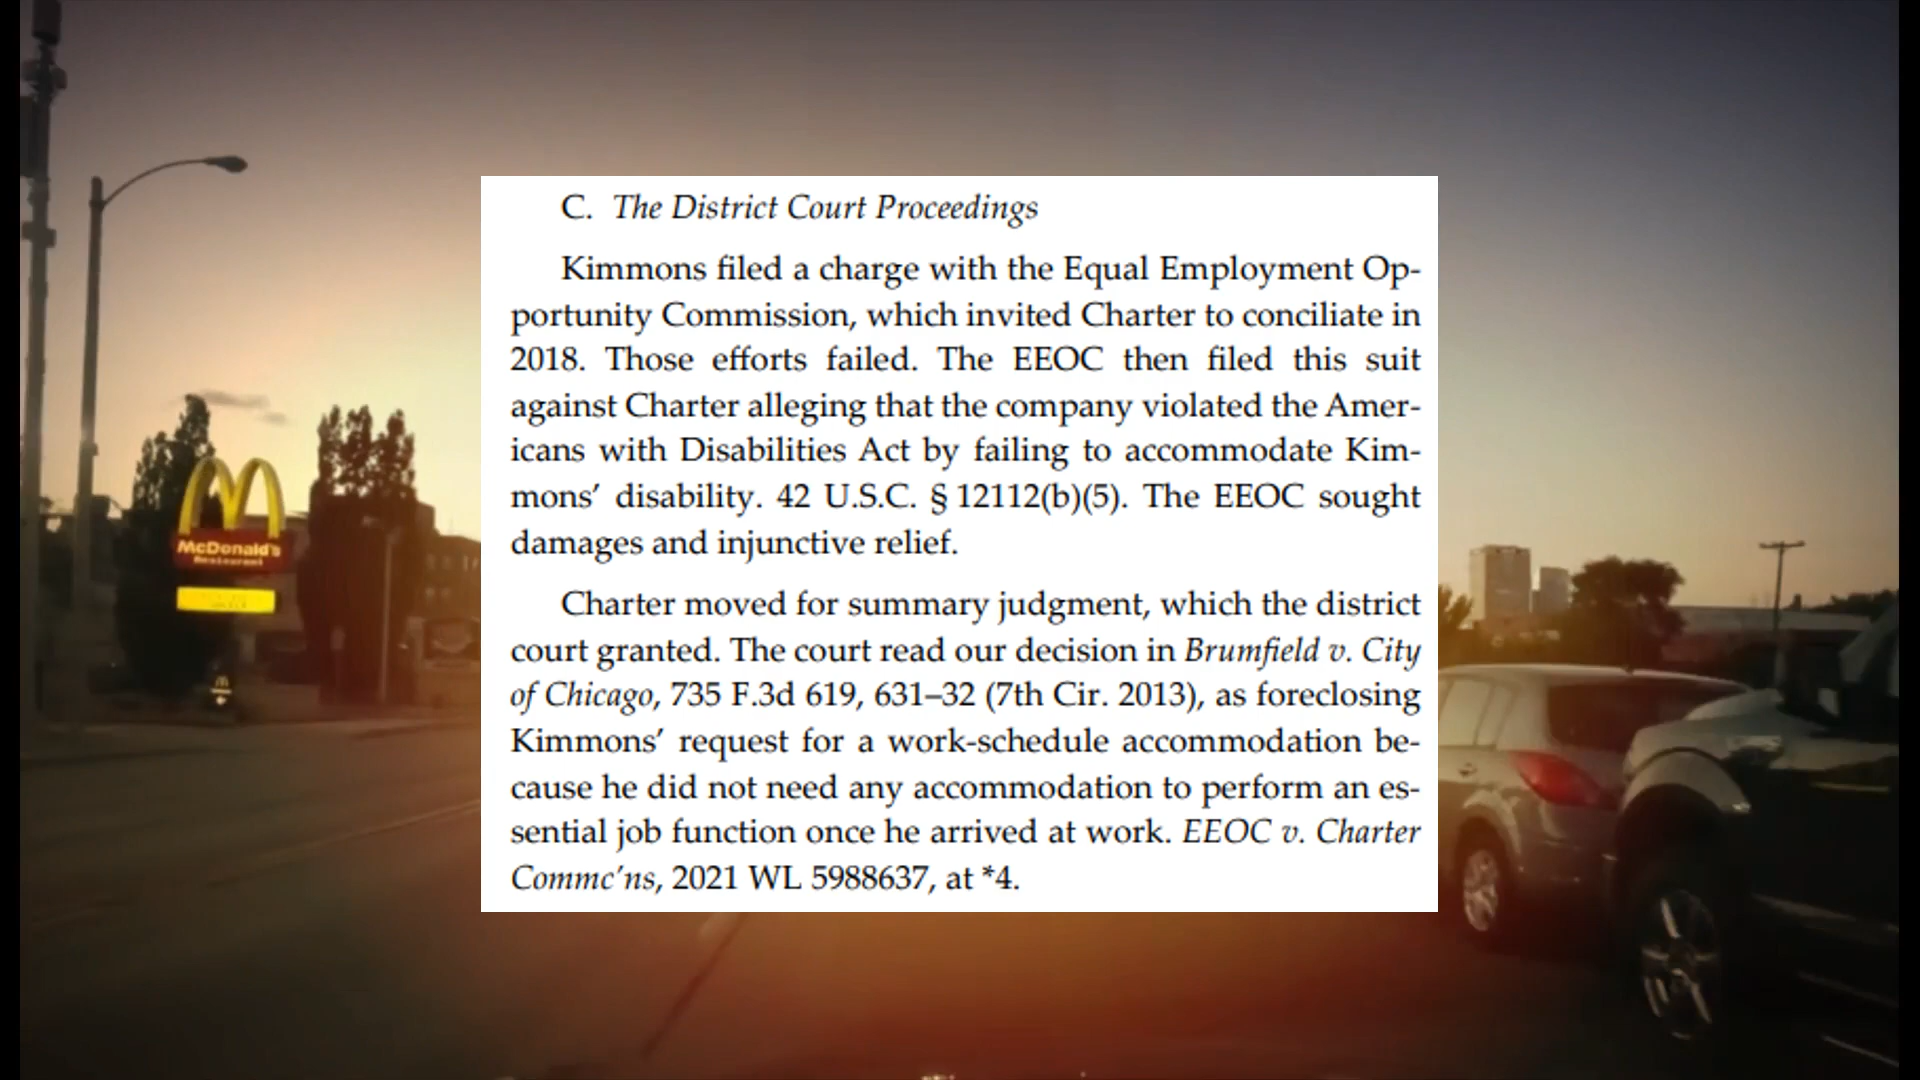 C. The District Court Proceedings
Kimmons filed a charge with the Equal Employment Op-
portunity Commission, which invited Charter to conciliate in
2018. Those efforts failed. The EEOC then filed this suit
against Charter alleging that the company violated the Amer-
icans with Disabilities Act by failing to accommodate Kim-
mons’ disability. 42 U.S.C. § 12112(b)(5). The EEOC sought
damages and injunctive relief.
Charter moved for summary judgment, which the district
court granted. The court read our decision in Brumfield v. City
of Chicago, 735 F.3d 619, 631–32 (7th Cir. 2013), as foreclosing
Kimmons’ request for a work-schedule accommodation be-
cause he did not need any accommodation to perform an es-
sential job function once he arrived at work. EEOC v. Charter
Commc’ns, 2021 WL 5988637, at *4.
McDonald's
Restaurant